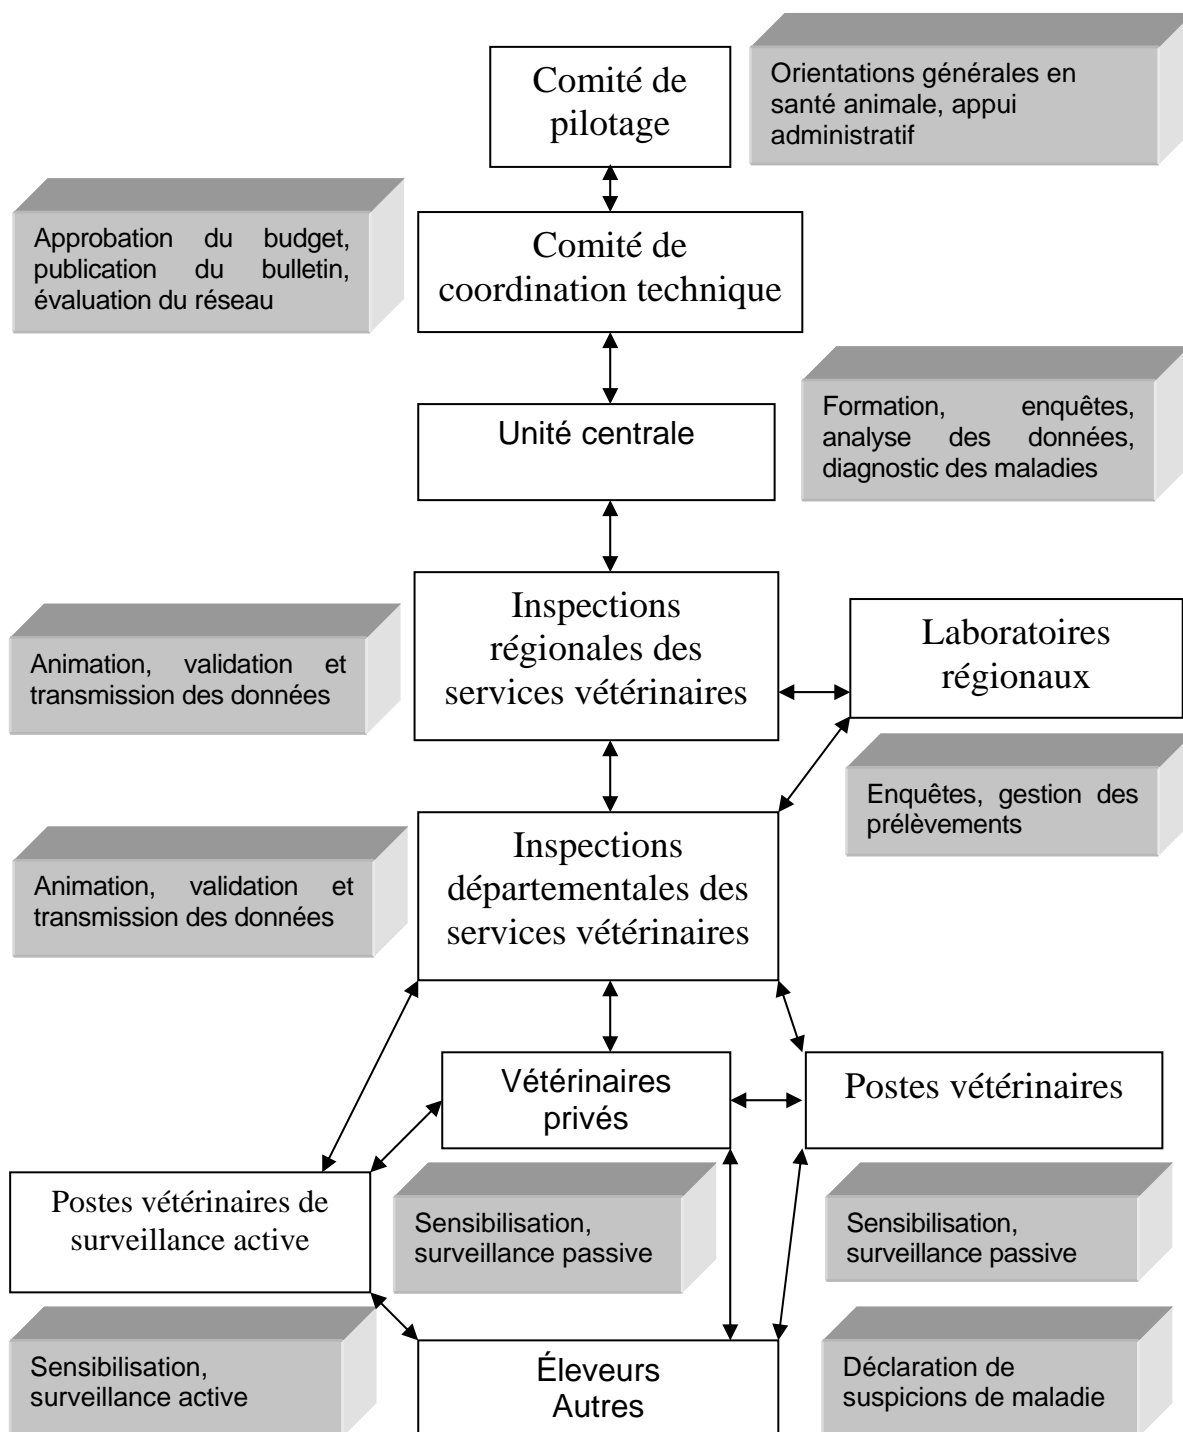 Comité de
pilotage
Orientations générales en
santé animale, appui
administratif
Approbation du budget,
publication du bulletin,
évaluation du réseau
Comité de
coordination technique
Unité centrale
Formation, enquêtes,
analyse des données,
diagnostic des maladies
Inspections
régionales des
services vétérinaires
Laboratoires
régionaux
Animation, validation et
transmission des données
Enquêtes, gestion des
prélèvements
Inspections
départementales des
services vétérinaires
Animation, validation et
transmission des données
Vétérinaires
privés
Postes vétérinaires
Postes vétérinaires de
surveillance active
Sensibilisation,
surveillance passive
Sensibilisation,
surveillance passive
Sensibilisation,
surveillance active
Éleveurs
Autres
Déclaration de
suspicions de maladie